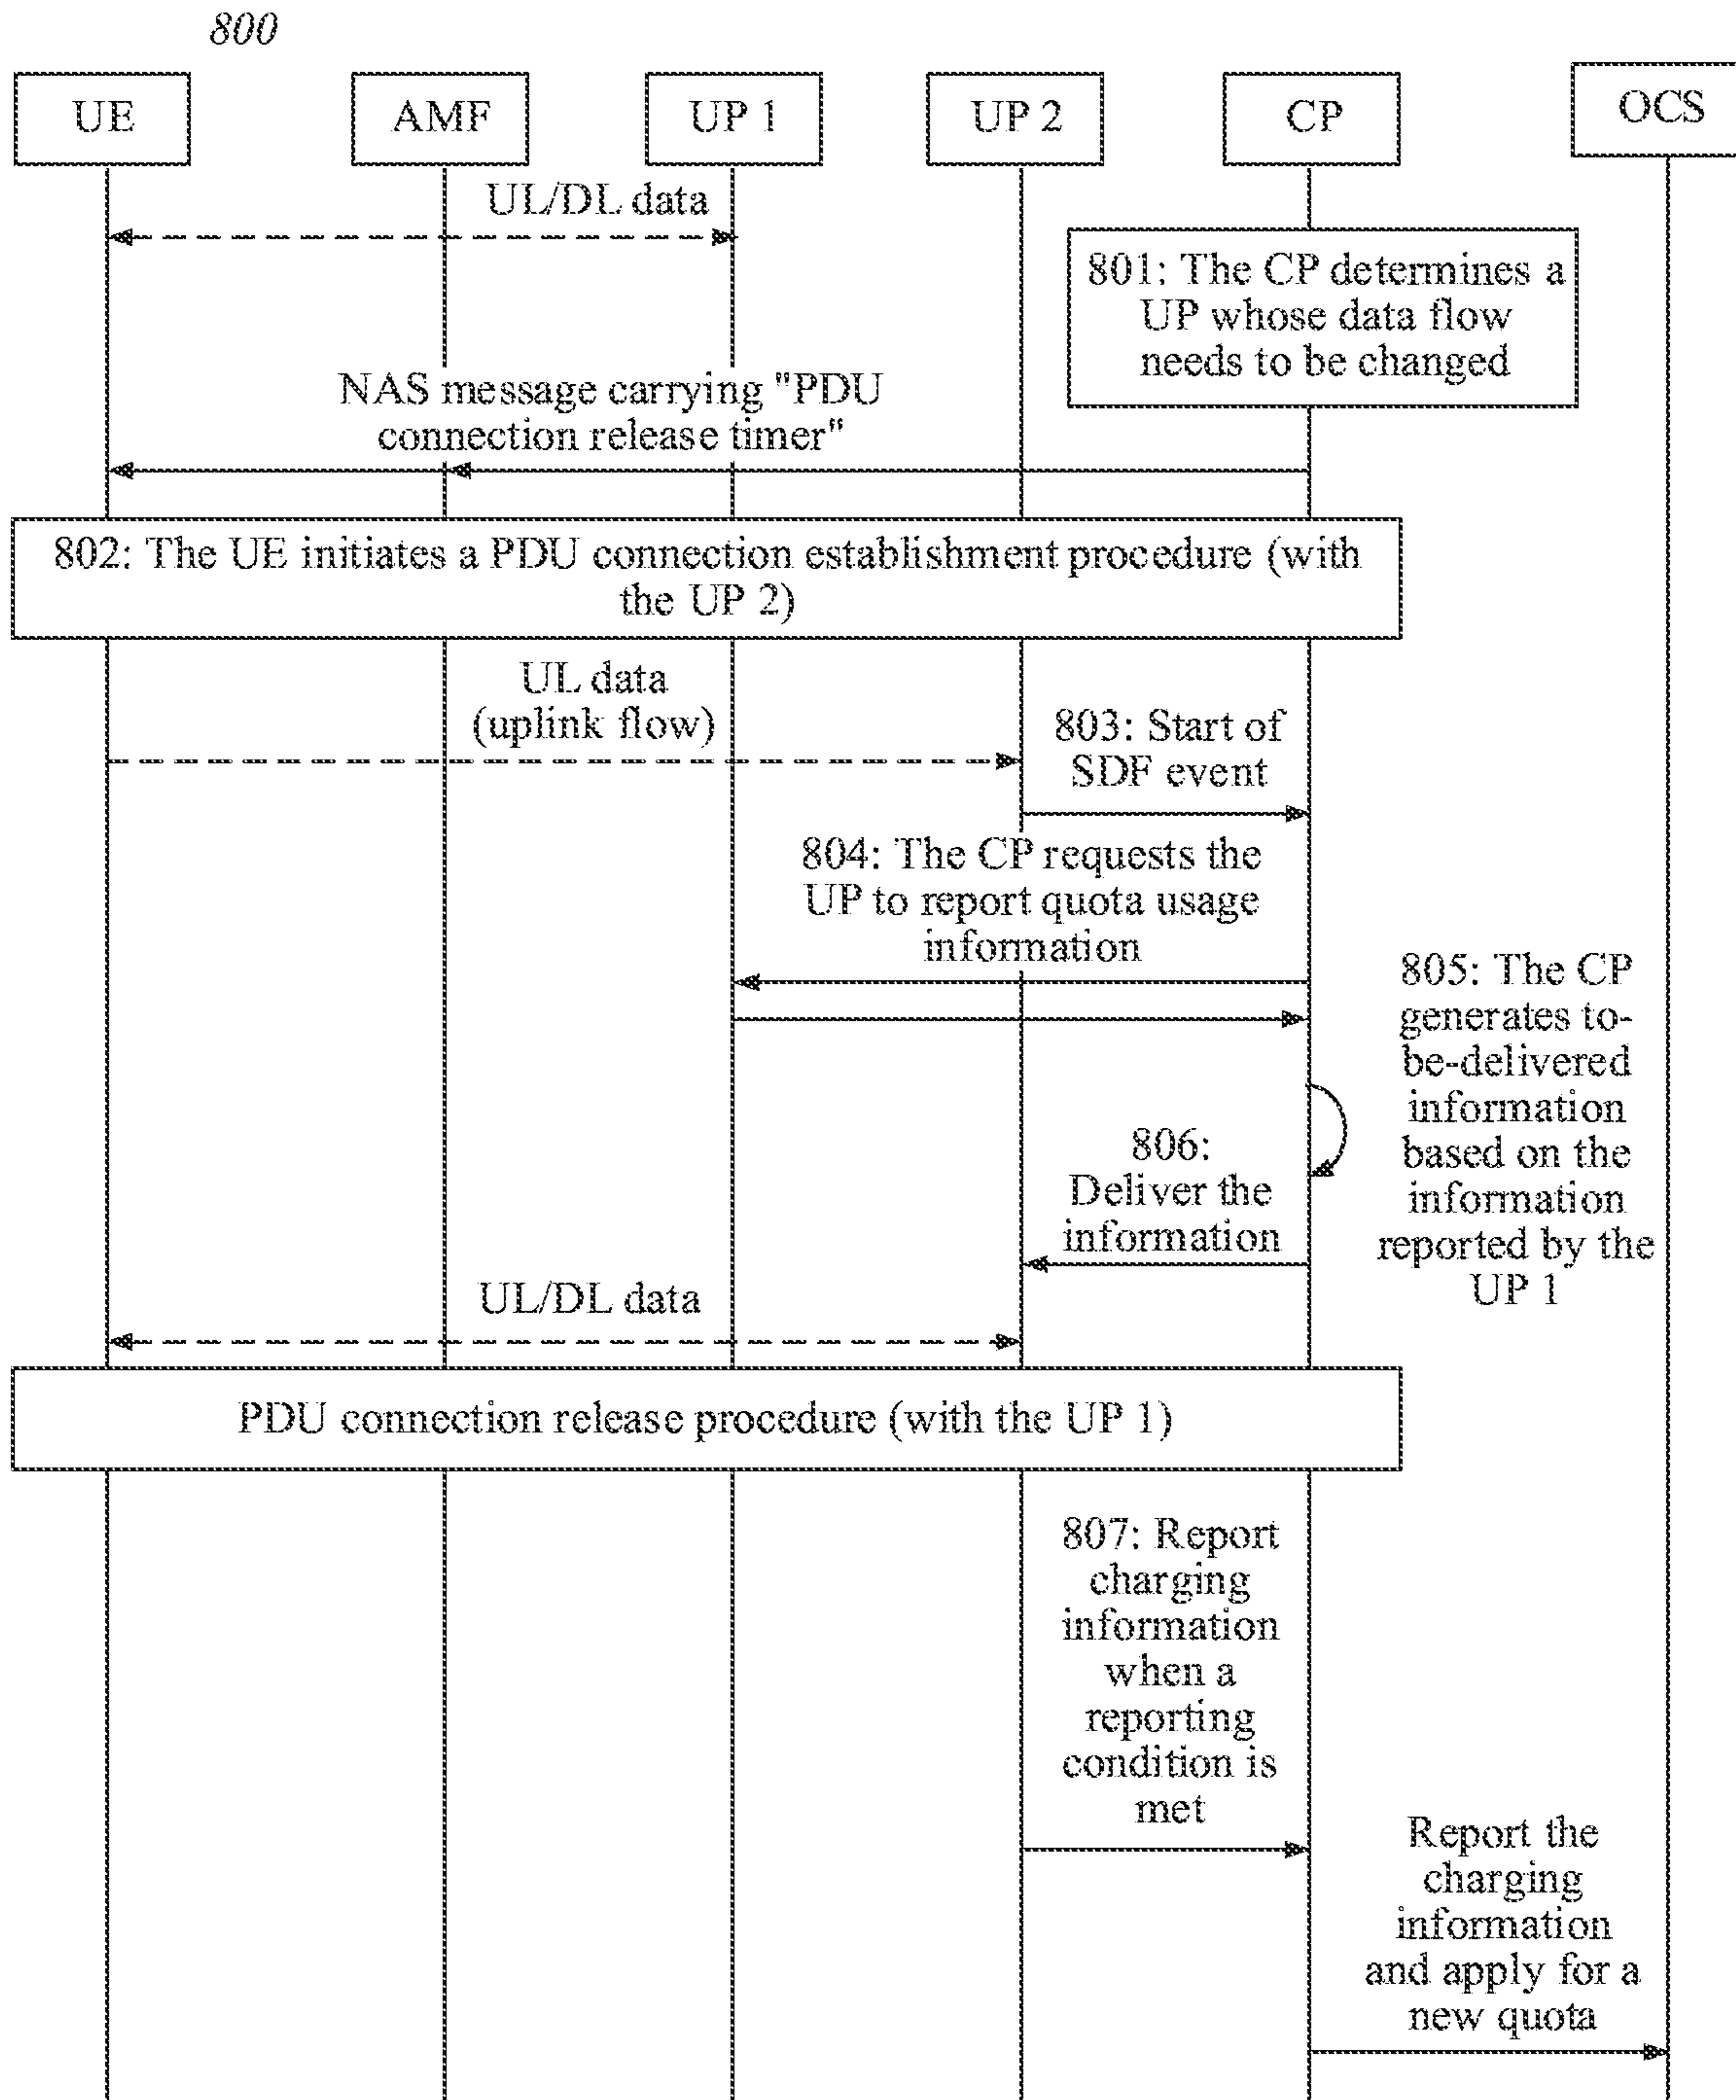 800
UE
AMF
UP 1
UP 2
CP
OCS
UL/DL data
801: The CP determines a
UP whose data flow
needs to be changed
NAS message carrying "PDU
connection release timer"
802: The UE initiates a PDU connection establishment procedure (with
the UP 2)
UL data
(uplink flow)
803: Start of
SDF event
804: The CP requests the
UP to report quota usage
information
805: The CP
generates to-
be-delivered
information
based on the
information
reported by the
UP 1
806:
Deliver the
information
UL/DL data
PDU connection release procedure (with the UP 1)
807: Report
charging
information
when a
reporting
condition is
met
Report the
charging
information
and apply for a
new quota